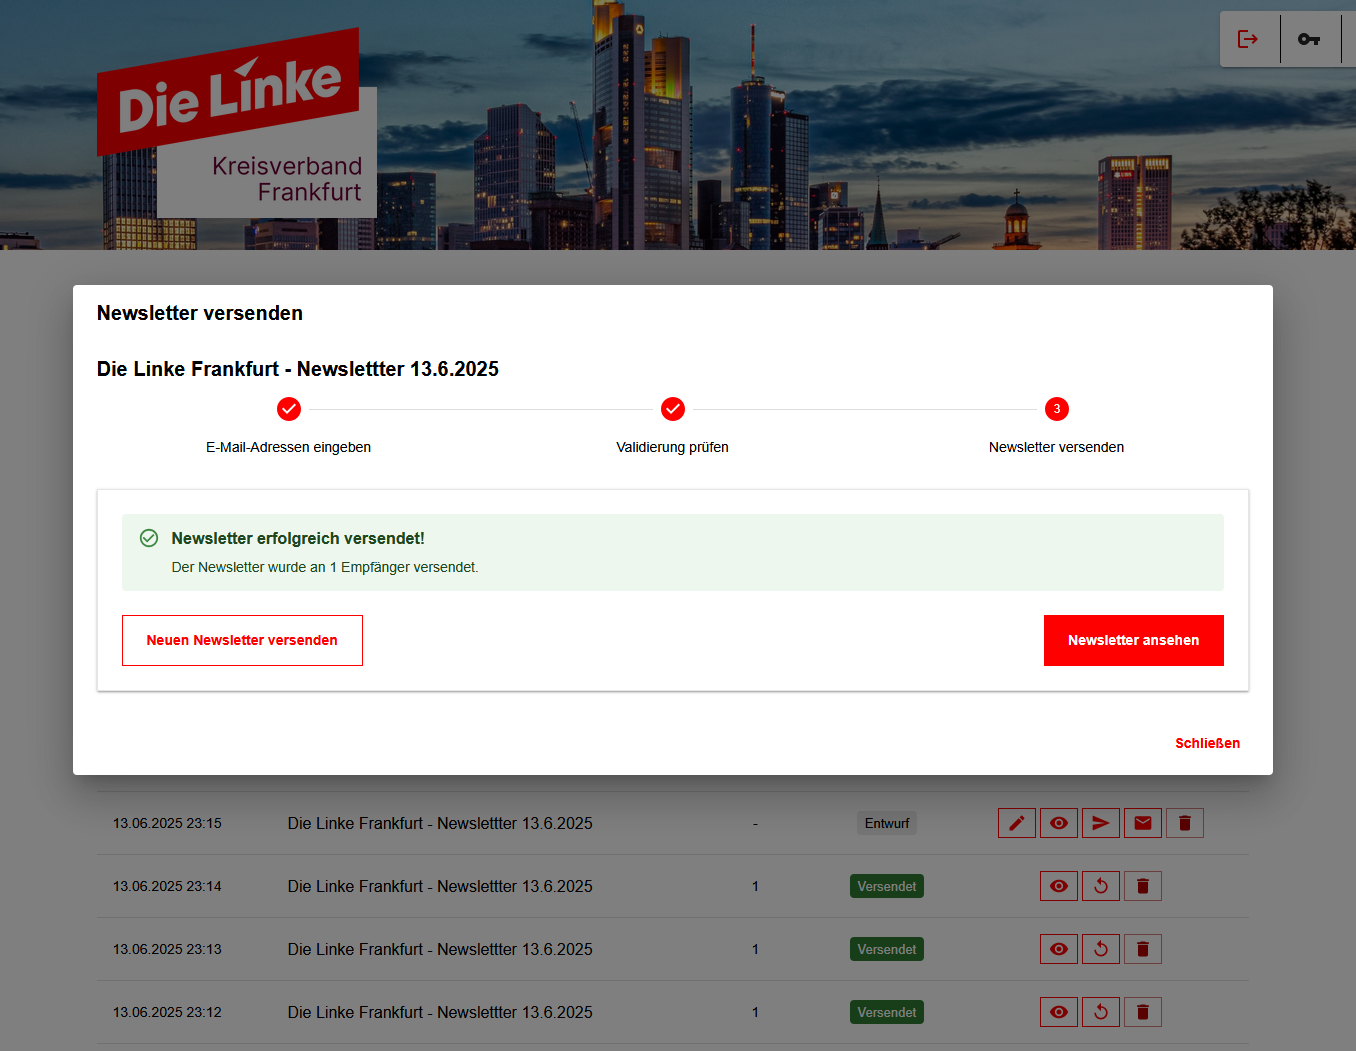 Die Linke
Kreisverband
Frankfurt
UBS
Newsletter versenden
Die Linke Frankfurt - Newslettter 13.6.2025
3
E-Mail-Adressen eingeben
Validierung prüfen
Newsletter versenden
Newsletter erfolgreich versendet!
Der Newsletter wurde an 1 Empfänger versendet.
Neuen Newsletter versenden
Newsletter ansehen
Schließen
13.06.2025 23:15 Die Linke Frankfurt - Newslettter 13.6.2025 - Entwurf
13.06.2025 23:14 Die Linke Frankfurt - Newslettter 13.6.2025 1 Versendet
13.06.2025 23:13 Die Linke Frankfurt - Newslettter 13.6.2025 1 Versendet
13.06.2025 23:12 Die Linke Frankfurt - Newslettter 13.6.2025 1 Versendet